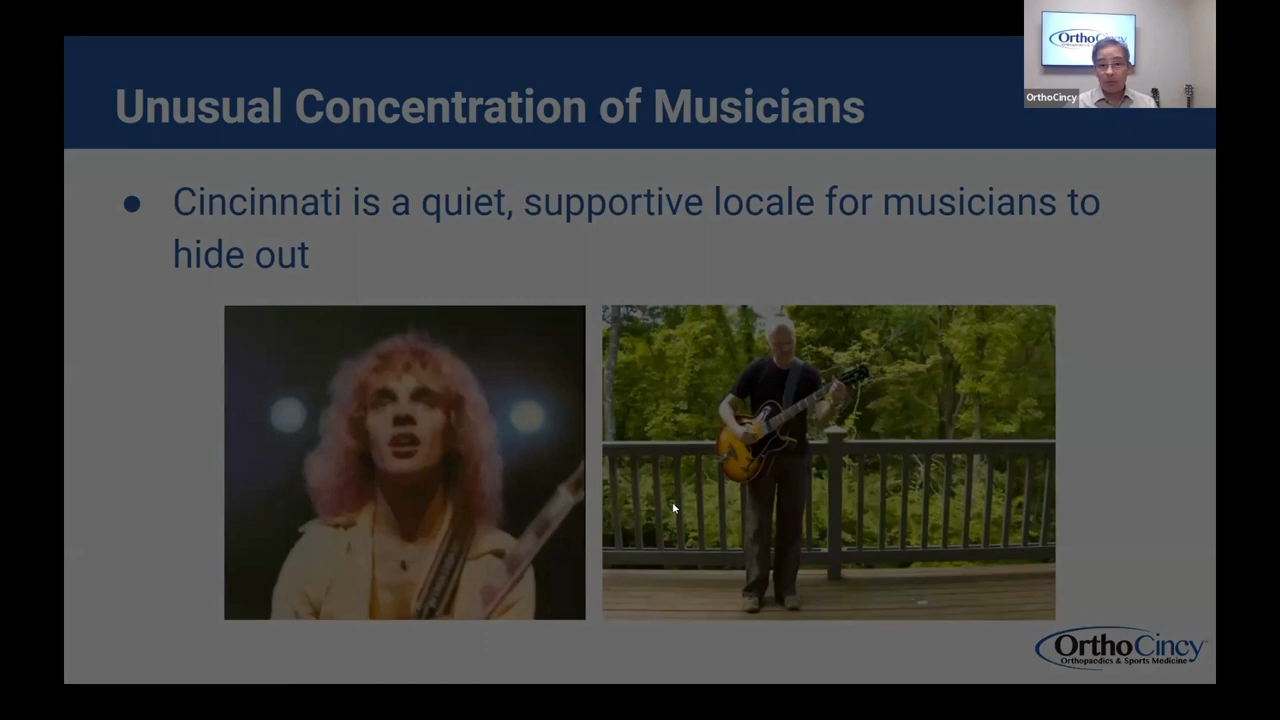 OrthoCincy
OrthoCincy
Unusual Concentration of Musicians
● Cincinnati is a quiet, supportive locale for musicians to
hide out
OrthoCincy
Orthopaedics & Sports Medicine